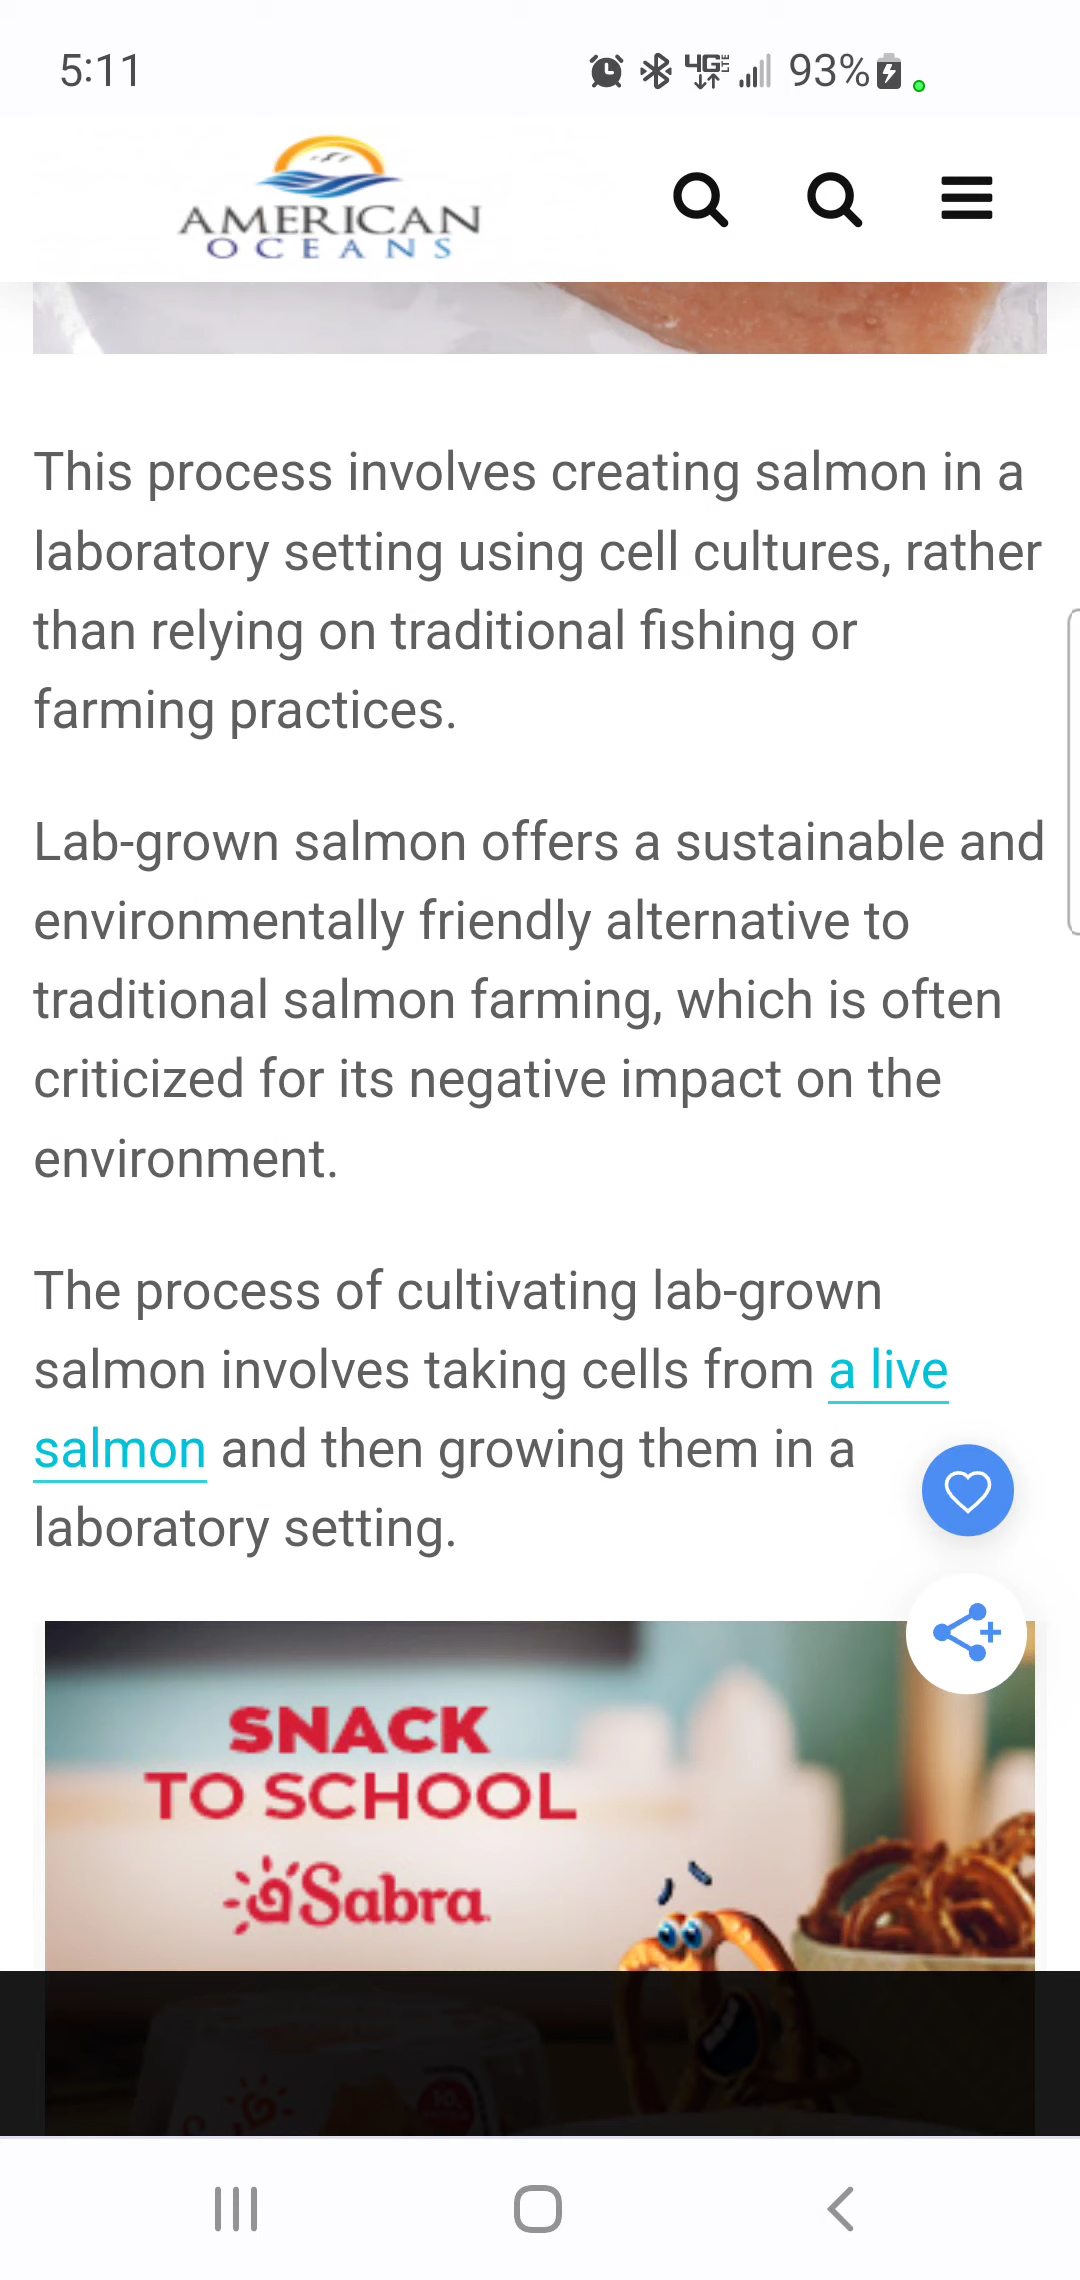 5:11
4G LTE 93%
AMERICAN
OCEANS
This process involves creating salmon in a
laboratory setting using cell cultures, rather
than relying on traditional fishing or
farming practices.
Lab-grown salmon offers a sustainable and
environmentally friendly alternative to
traditional salmon farming, which is often
criticized for its negative impact on the
environment.
The process of cultivating lab-grown
salmon involves taking cells from a live
salmon and then growing them in a
laboratory setting.
SNACK
TO SCHOOL
Sabra